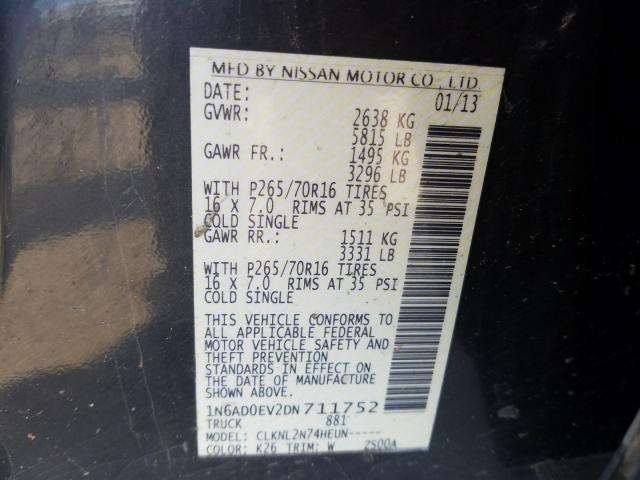 MFD BY NISSAN MOTOR CO., LTD.
DATE: 01/13
GVWR: 2638 KG
5815 LB
GAWR FR.: 1495 KG
3296 LB
WITH P265/70R16 TIRES
16 X 7.0 RIMS AT 35 PSI
COLD SINGLE
GAWR RR.: 1511 KG
3331 LB
WITH P265/70R16 TIRES
16 X 7.0 RIMS AT 35 PSI
COLD SINGLE
THIS VEHICLE CONFORMS TO
ALL APPLICABLE FEDERAL
MOTOR VEHICLE SAFETY AND
THEFT PREVENTION
STANDARDS IN EFFECT ON
THE DATE OF MANUFACTURE
SHOWN ABOVE.
1N6AD0EV2DN711752
TRUCK 881
MODEL: CLKNL2N74HEUN-----
COLOR: K26 TRIM: W ZS00A